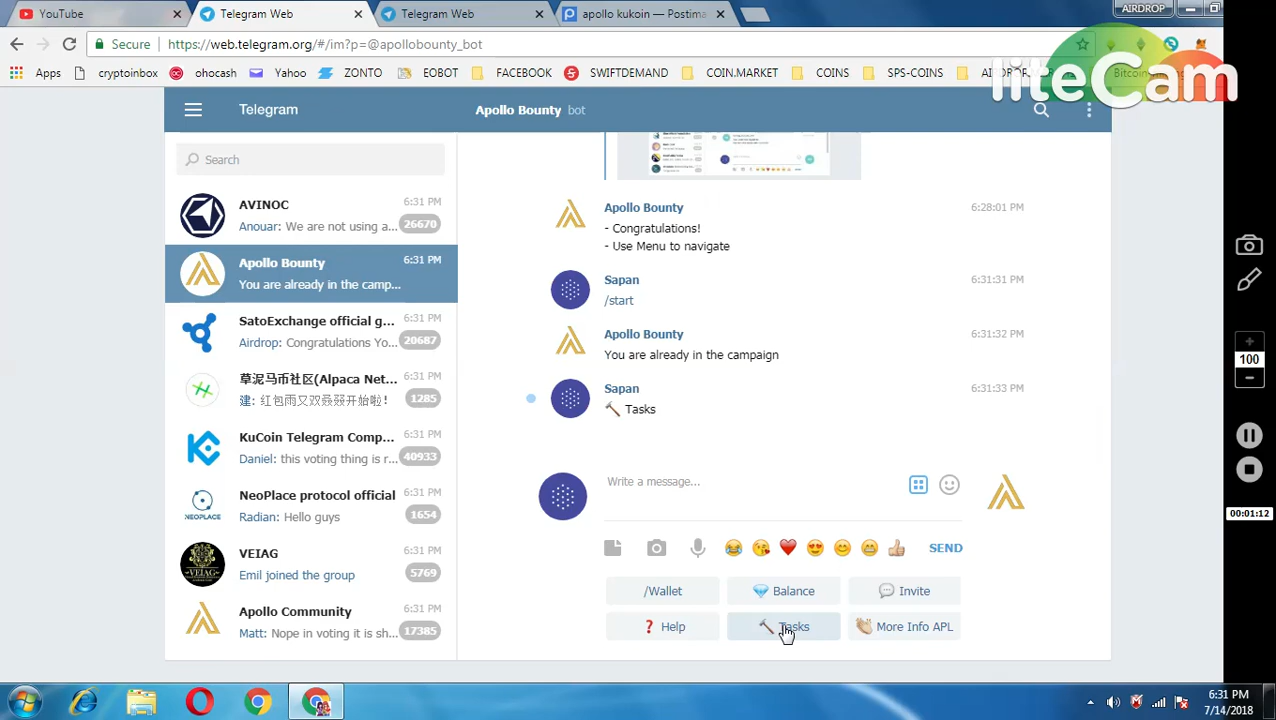 YouTube
Telegram Web
Telegram Web
apollo kukoin — Postima
AIRDROP
Secure
https://web.telegram.org/#/im?p=@apollobounty_bot
liteCam
Apps
cryptoinbox
ohocash
Yahoo
FACEBOOK
SWIFTDEMAND
COIN.MARKET
COINS
SPS-COINS
Telegram
Apollo Bounty bot
Search
AVINOC
6:31 PM
Anouar: We are not using a...
26670
Apollo Bounty
6:31 PM
You are already in the camp...
SatoExchange official g...
6:31 PM
Airdrop: Congratulations Yo...
20687
草泥马币社区(Alpaca Net...
6:31 PM
1285
KuCoin Telegram Comp...
6:31 PM
Daniel: this voting thing is r...
40933
NeoPlace protocol official
6:31 PM
Radian: Hello guys
1654
NEOPLACE
VEIAG
6:31 PM
Emil joined the group
5769
VEIAG
Apollo Community
6:31 PM
Matt: Nope in voting it is sh...
17385
Apollo Bounty
6:28:01 PM
- Congratulations!
- Use Menu to navigate
Sapan
6:31:31 PM
/start
Apollo Bounty
6:31:32 PM
You are already in the campaign
Sapan
6:31:33 PM
Tasks
Write a message...
SEND
/Wallet
Balance
Invite
Help
Tasks
More Info APL
100
00:01:12
6:31 PM
7/14/2018